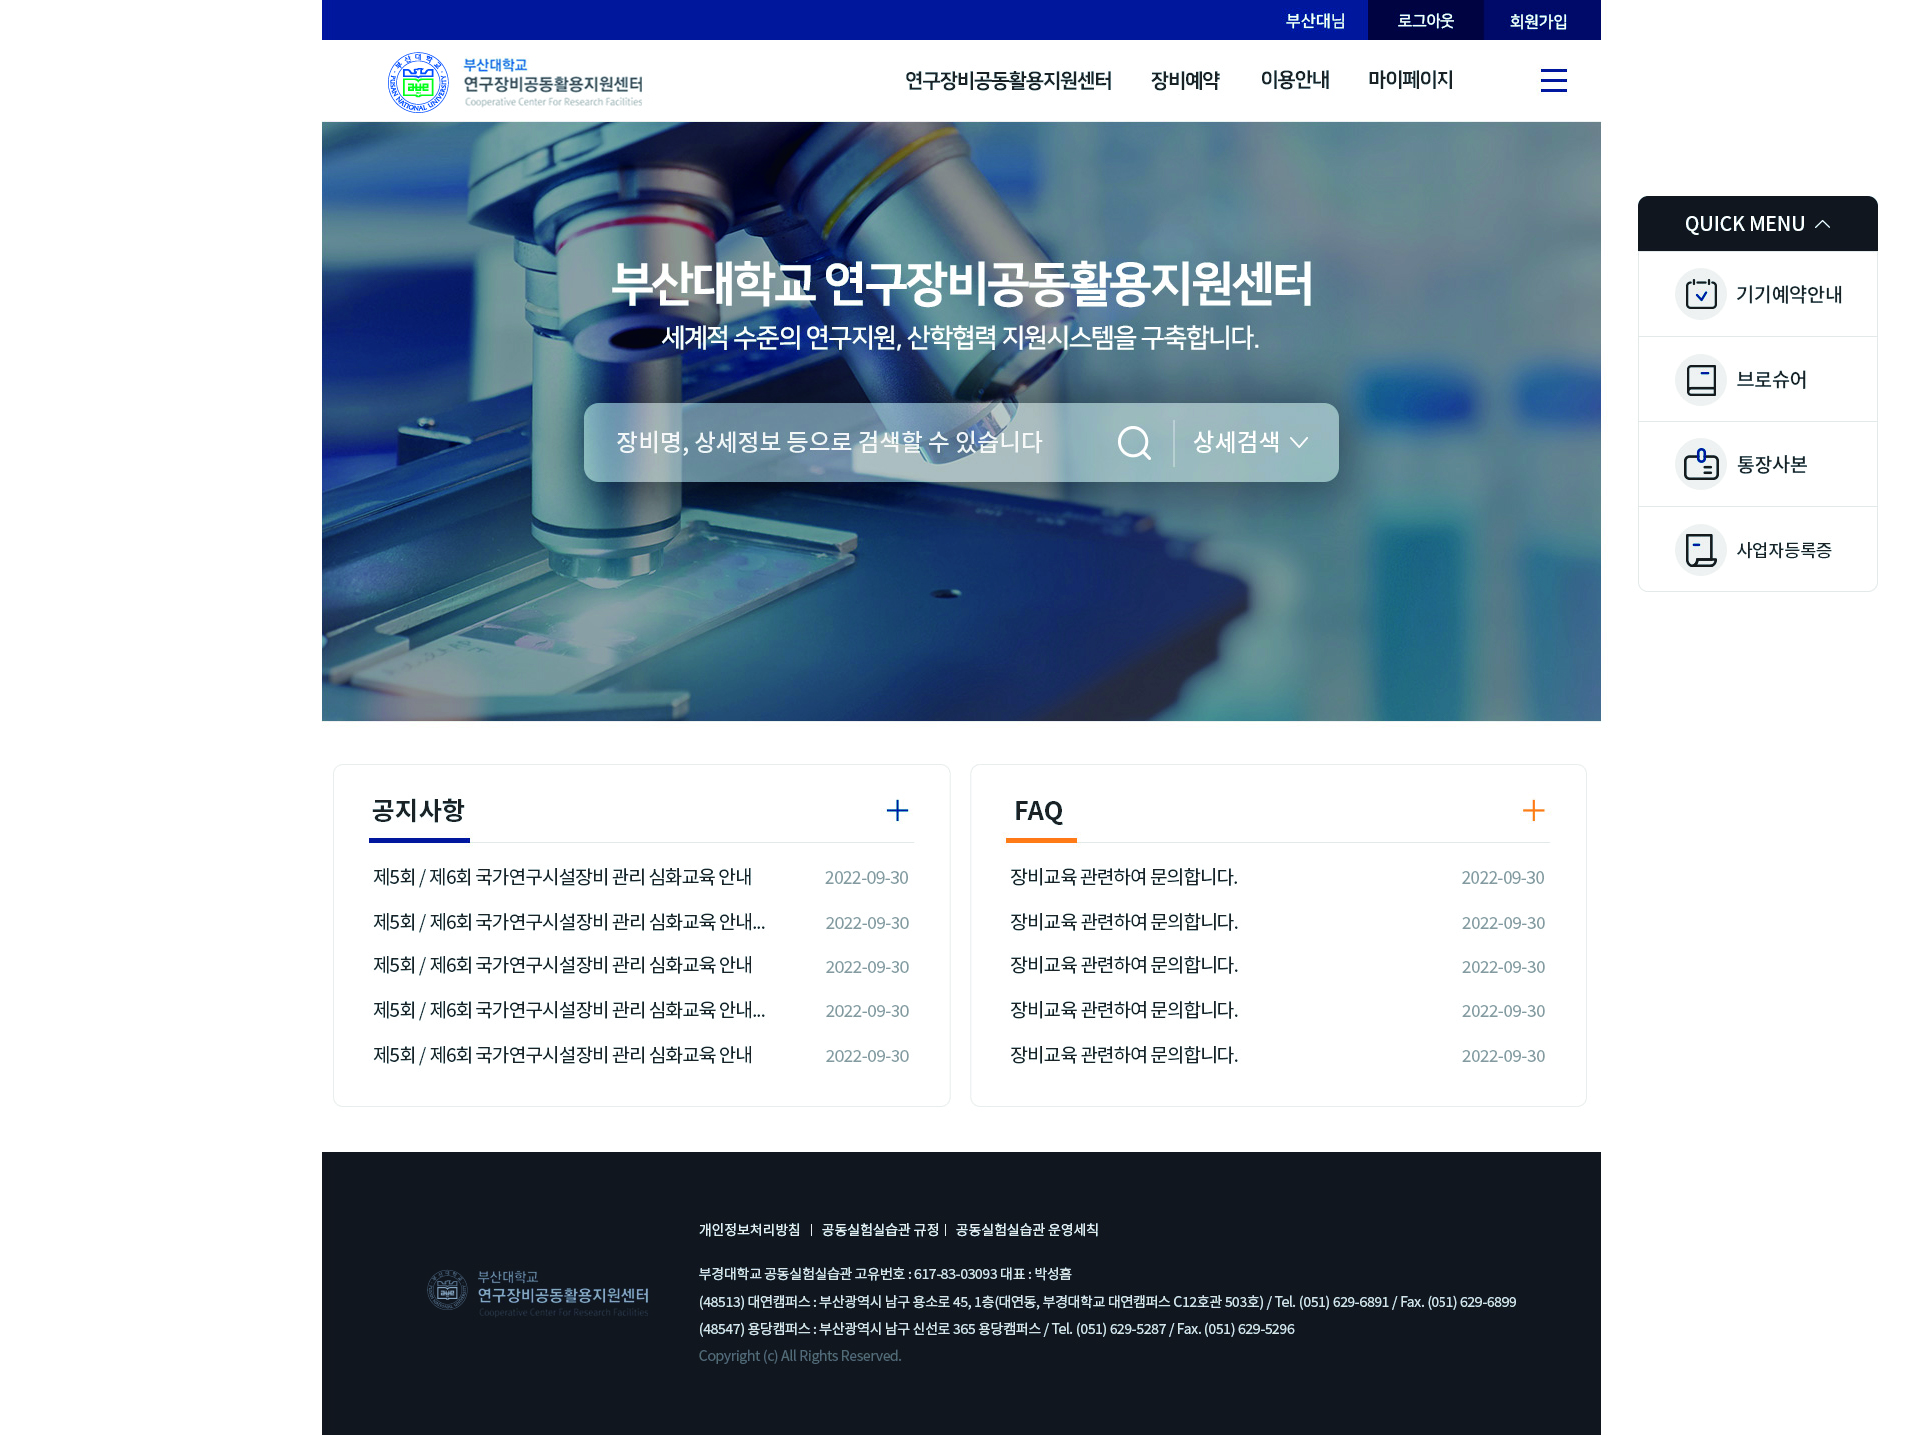 부산대님 로그아웃 회원가입
부산대학교
연구장비공동활용지원센터
Cooperative Center For Research Facilities
PUSAN NATIONAL UNIVERSITY
연구장비공동활용지원센터 장비예약 이용안내 마이페이지
부산대학교 연구장비공동활용지원센터
세계적 수준의 연구지원, 산학협력 지원시스템을 구축합니다.
장비명, 상세정보 등으로 검색할 수 있습니다 상세검색
QUICK MENU
기기예약안내
브로슈어
통장사본
사업자등록증
공지사항
제5회 / 제6회 국가연구시설장비 관리 심화교육 안내 2022-09-30
제5회 / 제6회 국가연구시설장비 관리 심화교육 안내... 2022-09-30
제5회 / 제6회 국가연구시설장비 관리 심화교육 안내 2022-09-30
제5회 / 제6회 국가연구시설장비 관리 심화교육 안내... 2022-09-30
제5회 / 제6회 국가연구시설장비 관리 심화교육 안내 2022-09-30
FAQ
장비교육 관련하여 문의합니다. 2022-09-30
장비교육 관련하여 문의합니다. 2022-09-30
장비교육 관련하여 문의합니다. 2022-09-30
장비교육 관련하여 문의합니다. 2022-09-30
장비교육 관련하여 문의합니다. 2022-09-30
부산대학교
연구장비공동활용지원센터
Cooperative Center For Research Facilities
개인정보처리방침 | 공동실험실습관 규정 | 공동실험실습관 운영세칙
부경대학교 공동실험실습관 고유번호 : 617-83-03093 대표 : 박성흠
(48513) 대연캠퍼스 : 부산광역시 남구 용소로 45, 1층(대연동, 부경대학교 대연캠퍼스 C12호관 503호) / Tel. (051) 629-6891 / Fax. (051) 629-6899
(48547) 용당캠퍼스 : 부산광역시 남구 신선로 365 용당캠퍼스 / Tel. (051) 629-5287 / Fax. (051) 629-5296
Copyright (c) All Rights Reserved.